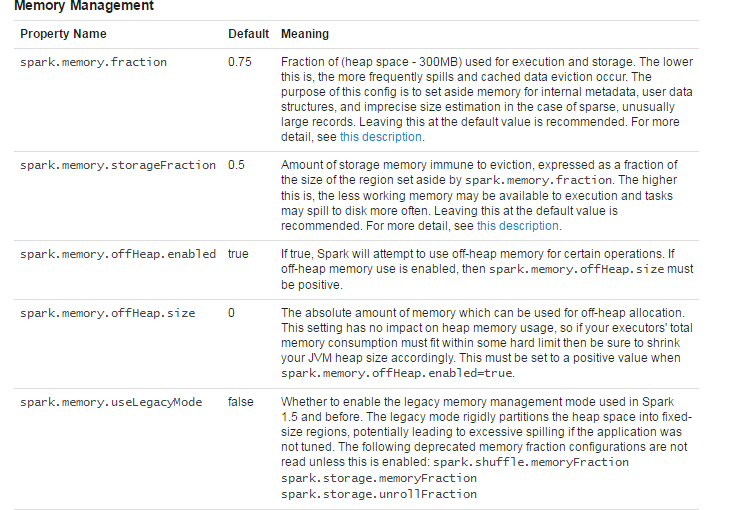 Memory Management
Property Name Default Meaning
spark.memory.fraction 0.75 Fraction of (heap space - 300MB) used for execution and storage. The lower
this is, the more frequently spills and cached data eviction occur. The
purpose of this config is to set aside memory for internal metadata, user data
structures, and imprecise size estimation in the case of sparse, unusually
large records. Leaving this at the default value is recommended. For more
detail, see this description.
spark.memory.storageFraction 0.5 Amount of storage memory immune to eviction, expressed as a fraction of
the size of the region set aside by spark.memory.fraction. The higher
this is, the less working memory may be available to execution and tasks
may spill to disk more often. Leaving this at the default value is
recommended. For more detail, see this description.
spark.memory.offHeap.enabled true If true, Spark will attempt to use off-heap memory for certain operations. If
off-heap memory use is enabled, then spark.memory.offHeap.size must
be positive.
spark.memory.offHeap.size 0 The absolute amount of memory which can be used for off-heap allocation.
This setting has no impact on heap memory usage, so if your executors' total
memory consumption must fit within some hard limit then be sure to shrink
your JVM heap size accordingly. This must be set to a positive value when
spark.memory.offHeap.enabled=true.
spark.memory.useLegacyMode false Whether to enable the legacy memory management mode used in Spark
1.5 and before. The legacy mode rigidly partitions the heap space into fixed-
size regions, potentially leading to excessive spilling if the application was
not tuned. The following deprecated memory fraction configurations are not
read unless this is enabled: spark.shuffle.memoryFraction
spark.storage.memoryFraction
spark.storage.unrollFraction